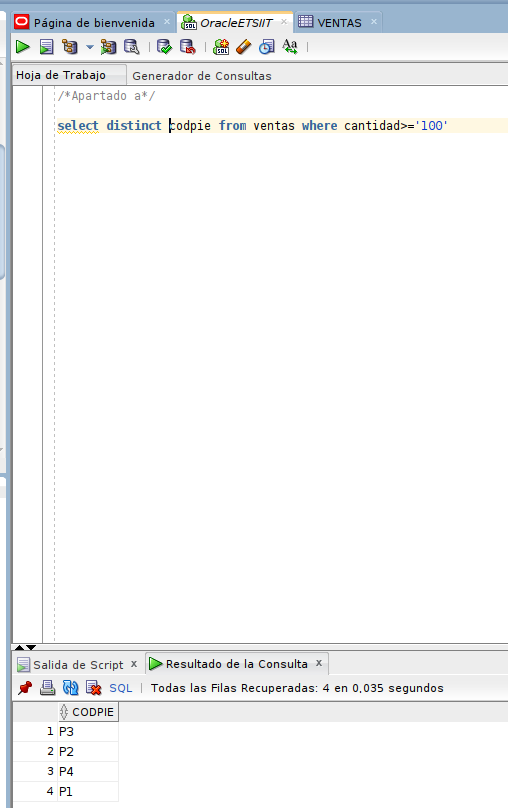 Página de bienvenida OracleETSIIT VENTAS
Hoja de Trabajo Generador de Consultas
/*Apartado a*/
select distinct codpie from ventas where cantidad>='100'
Salida de Script x Resultado de la Consulta x
SQL | Todas las Filas Recuperadas: 4 en 0,035 segundos
CODPIE
1 P3
2 P2
3 P4
4 P1